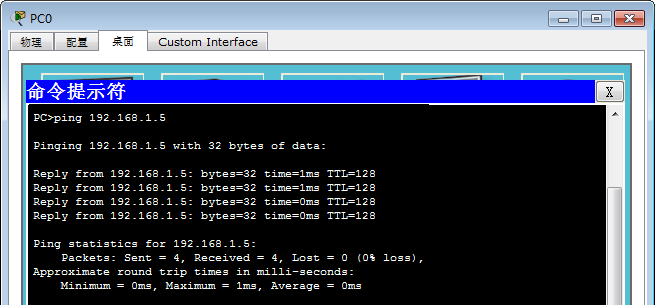 PC0
物理 配置 桌面 Custom Interface
命令提示符 X
PC>ping 192.168.1.5
Pinging 192.168.1.5 with 32 bytes of data:
Reply from 192.168.1.5: bytes=32 time=1ms TTL=128
Reply from 192.168.1.5: bytes=32 time=1ms TTL=128
Reply from 192.168.1.5: bytes=32 time=0ms TTL=128
Reply from 192.168.1.5: bytes=32 time=0ms TTL=128
Ping statistics for 192.168.1.5:
Packets: Sent = 4, Received = 4, Lost = 0 (0% loss),
Approximate round trip times in milli-seconds:
Minimum = 0ms, Maximum = 1ms, Average = 0ms